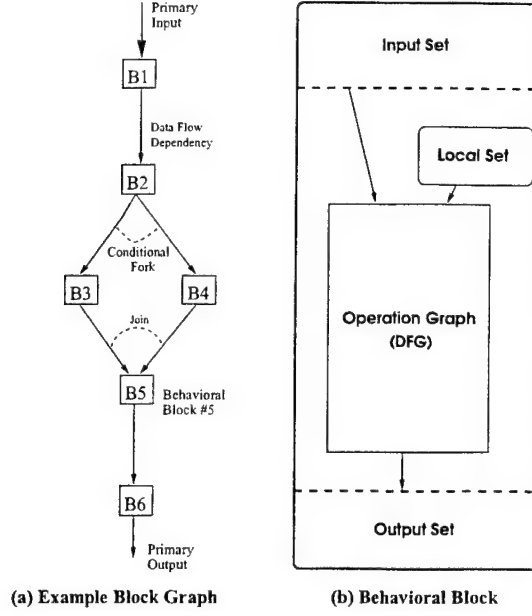 Primary
Input
B1
Data Flow
Dependency
B2
Conditional
Fork
B3
B4
Join
B5
Behavioral
Block #5
B6
Primary
Output
(a) Example Block Graph
Input Set
Local Set
Operation Graph
(DFG)
Output Set
(b) Behavioral Block